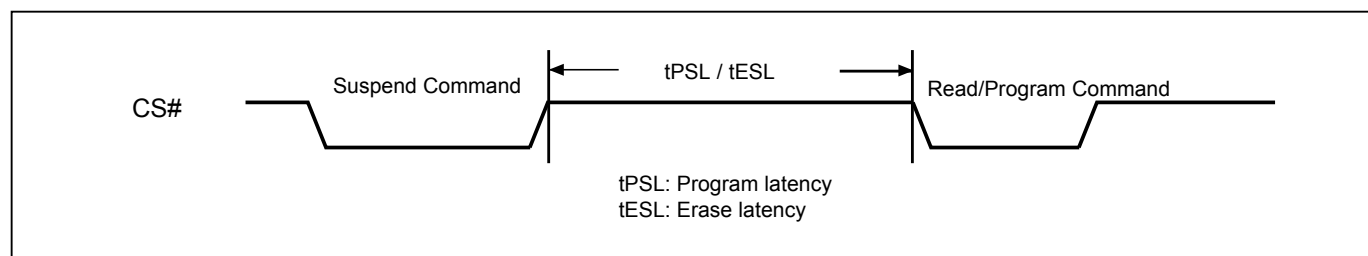 tPSL / tESL
Suspend Command
Read/Program Command
CS#
tPSL: Program latency
tESL: Erase latency